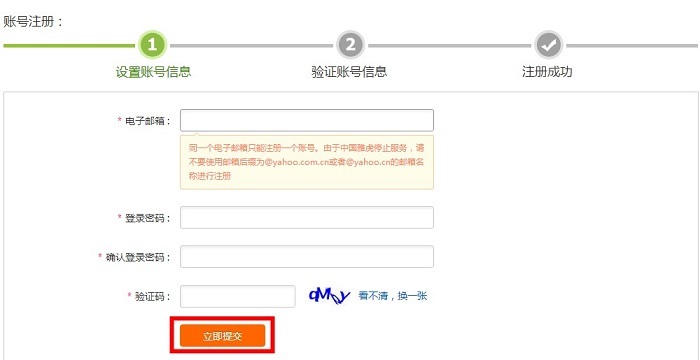 账号注册：
1
2
设置账号信息
验证账号信息
注册成功
* 电子邮箱：
同一个电子邮箱只能注册一个账号。由于中国雅虎停止服务，请
不要使用邮箱后缀为@yahoo.com.cn或者@yahoo.cn的邮箱名
称进行注册
* 登录密码：
* 确认登录密码：
* 验证码：
看不清，换一张
立即提交